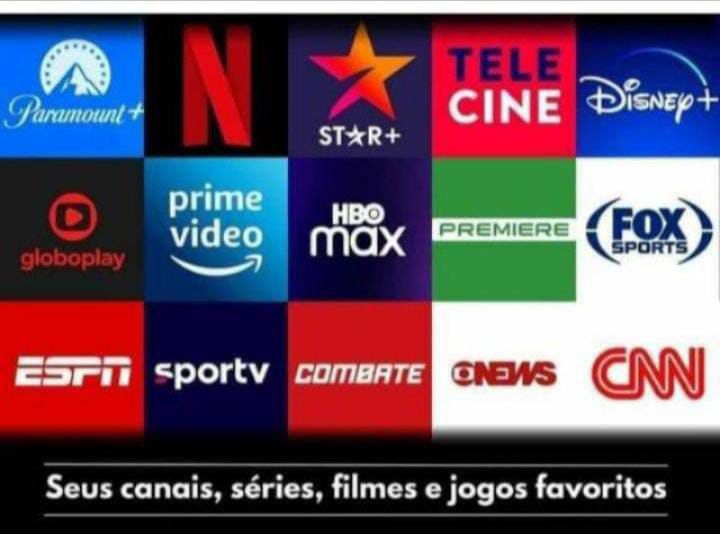 Paramount+
N
ST★R+
TELE
CINE
Disney+
globoplay
prime
video
HBO
max
PREMIERE
FOX
SPORTS
ESPN
sportv
COMBATE
GNEWS
CNN
Seus canais, séries, filmes e jogos favoritos